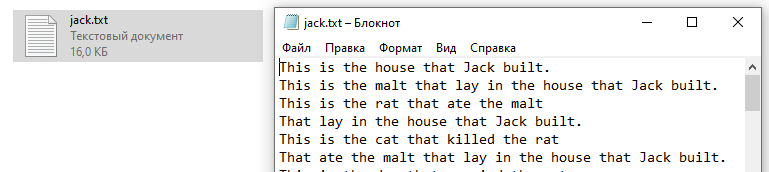 jack.txt
Текстовый документ
16,0 КБ
jack.txt – Блокнот
Файл Правка Формат Вид Справка
This is the house that Jack built.
This is the malt that lay in the house that Jack built.
This is the rat that ate the malt
That lay in the house that Jack built.
This is the cat that killed the rat
That ate the malt that lay in the house that Jack built.